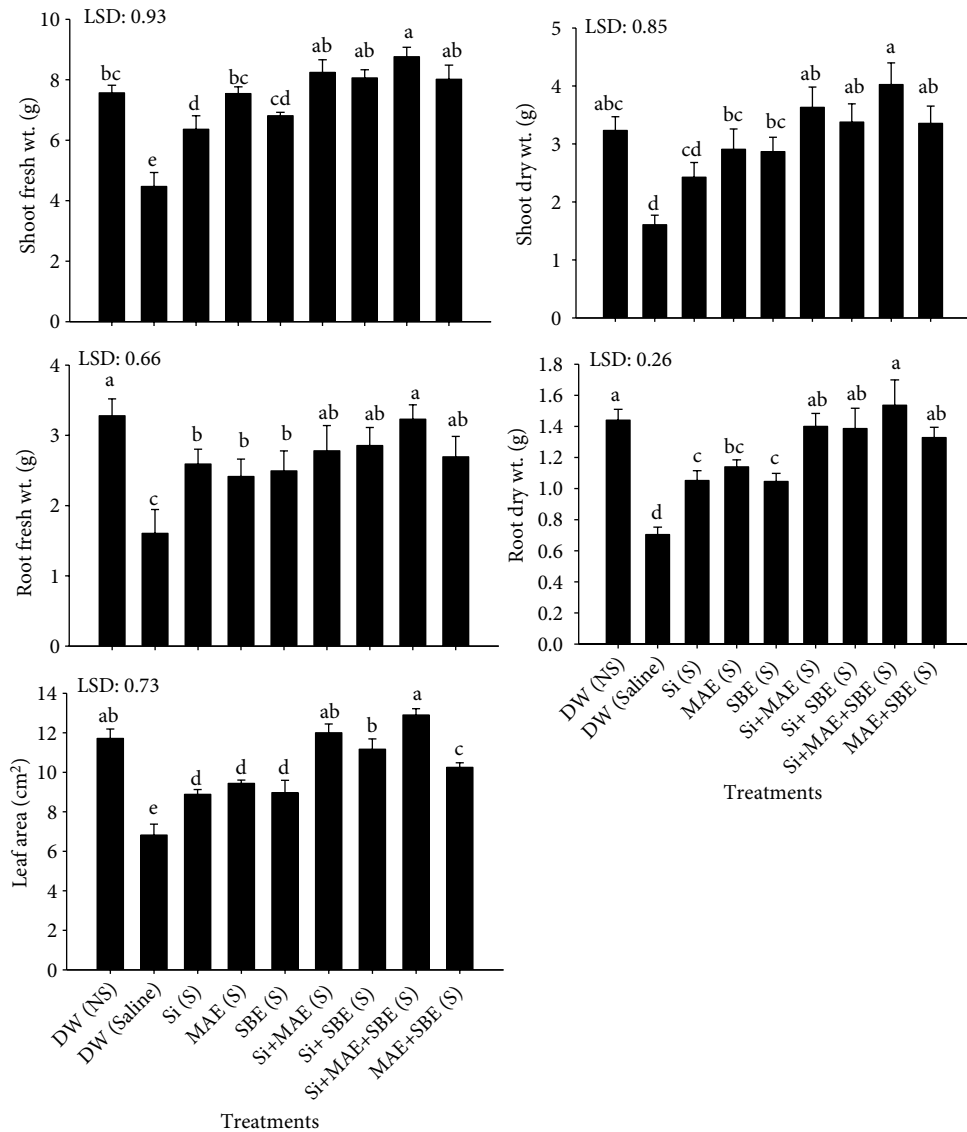 LSD: 0.93
Shoot fresh wt. (g)
10
8
6
4
2
0
bc
e
d
bc
cd
ab
ab
a
ab
LSD: 0.85
Shoot dry wt. (g)
5
4
3
2
1
0
abc
d
cd
bc
bc
ab
ab
a
ab
LSD: 0.66
Root fresh wt. (g)
4
3
2
1
0
a
c
b
b
b
ab
ab
a
ab
LSD: 0.26
Root dry wt. (g)
1.8
1.6
1.4
1.2
1.0
0.8
0.6
0.4
0.2
0.0
a
d
c
bc
c
ab
ab
a
ab
DW (NS)
DW (Saline)
Si (S)
MAE (S)
SBE (S)
Si+MAE (S)
Si+ SBE (S)
Si+MAE+SBE (S)
MAE+SBE (S)
Treatments
LSD: 0.73
Leaf area (cm²)
14
12
10
8
6
4
2
0
ab
e
d
d
d
ab
b
a
c
DW (NS)
DW (Saline)
Si (S)
MAE (S)
SBE (S)
Si+MAE (S)
Si+ SBE (S)
Si+MAE+SBE (S)
MAE+SBE (S)
Treatments